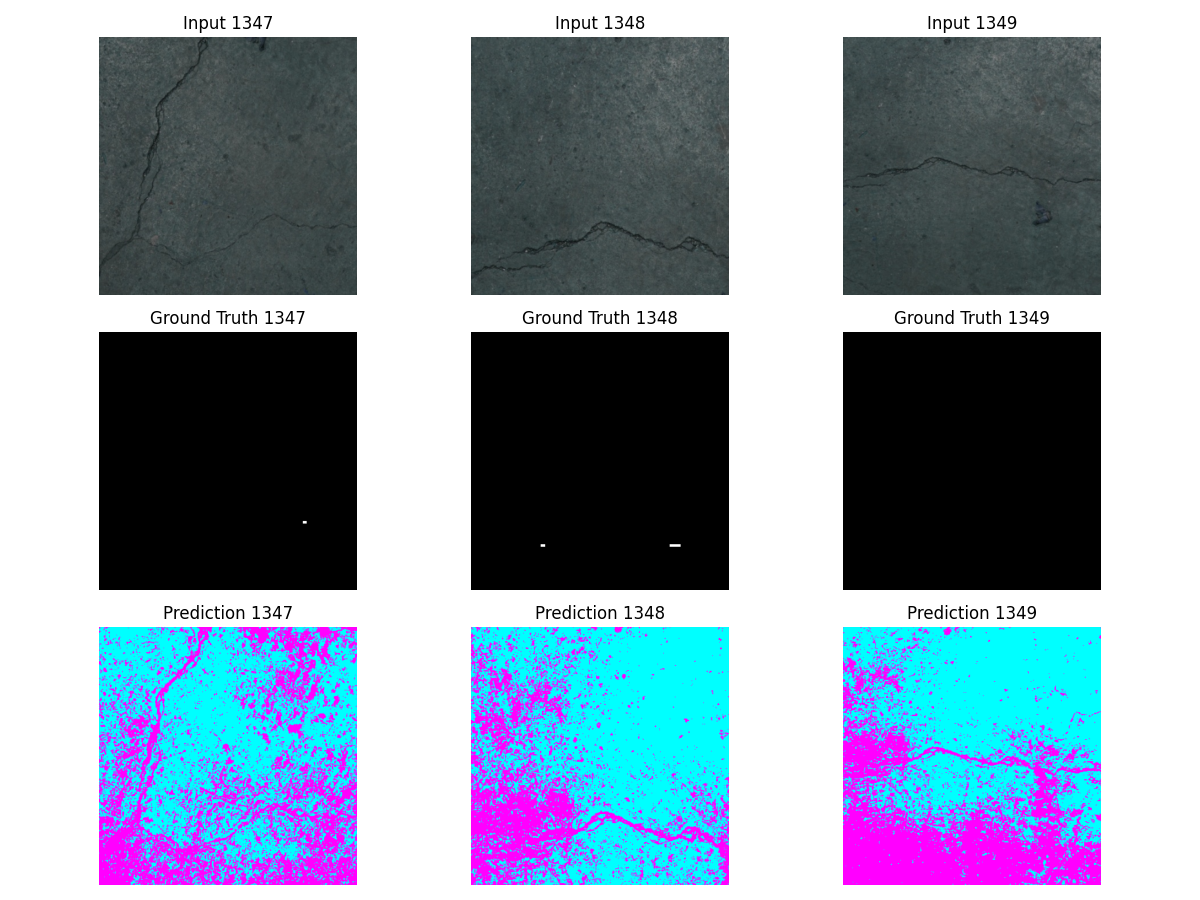 Input 1347
Input 1348
Input 1349
Ground Truth 1347
Ground Truth 1348
Ground Truth 1349
Prediction 1347
Prediction 1348
Prediction 1349